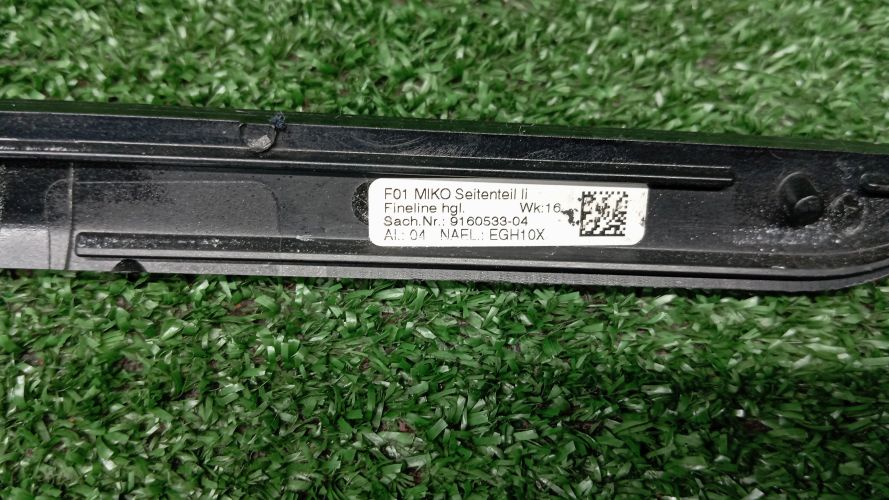 F01 MIKO Seitenteil li
Fineline hgl. Wk:16
Sach.Nr.: 9160533-04
AI.: 04 NAEL.: EGH10X